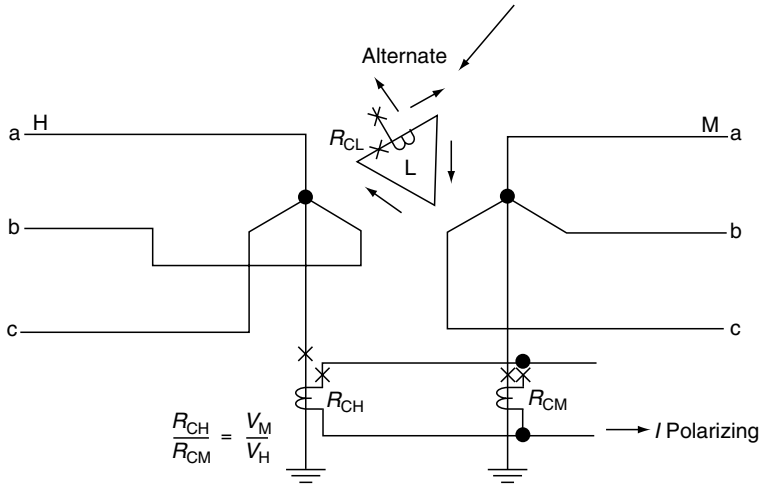 Alternate
H
M
a
a
R_CL
L
b
b
c
c
R_CH
R_CM
R_CH / R_CM = V_M / V_H
I Polarizing